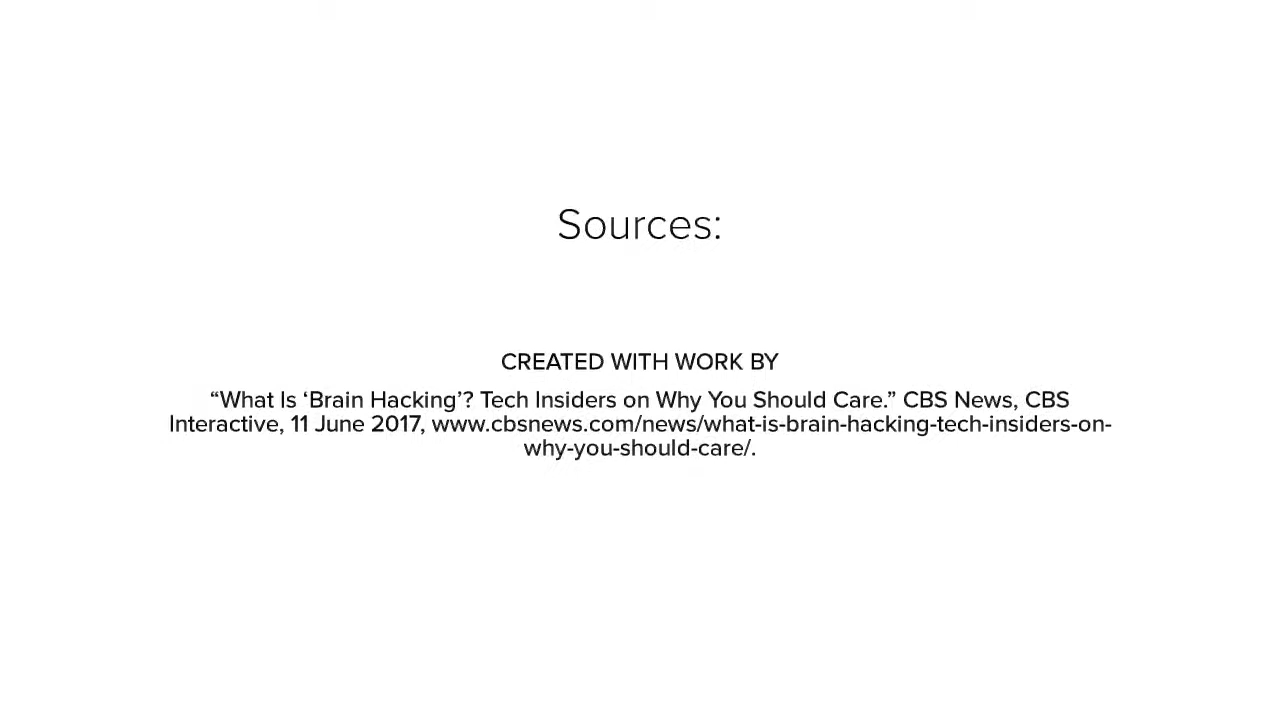 Sources:
CREATED WITH WORK BY
“What Is ‘Brain Hacking’? Tech Insiders on Why You Should Care.” CBS News, CBS
Interactive, 11 June 2017, www.cbsnews.com/news/what-is-brain-hacking-tech-insiders-on-
why-you-should-care/.